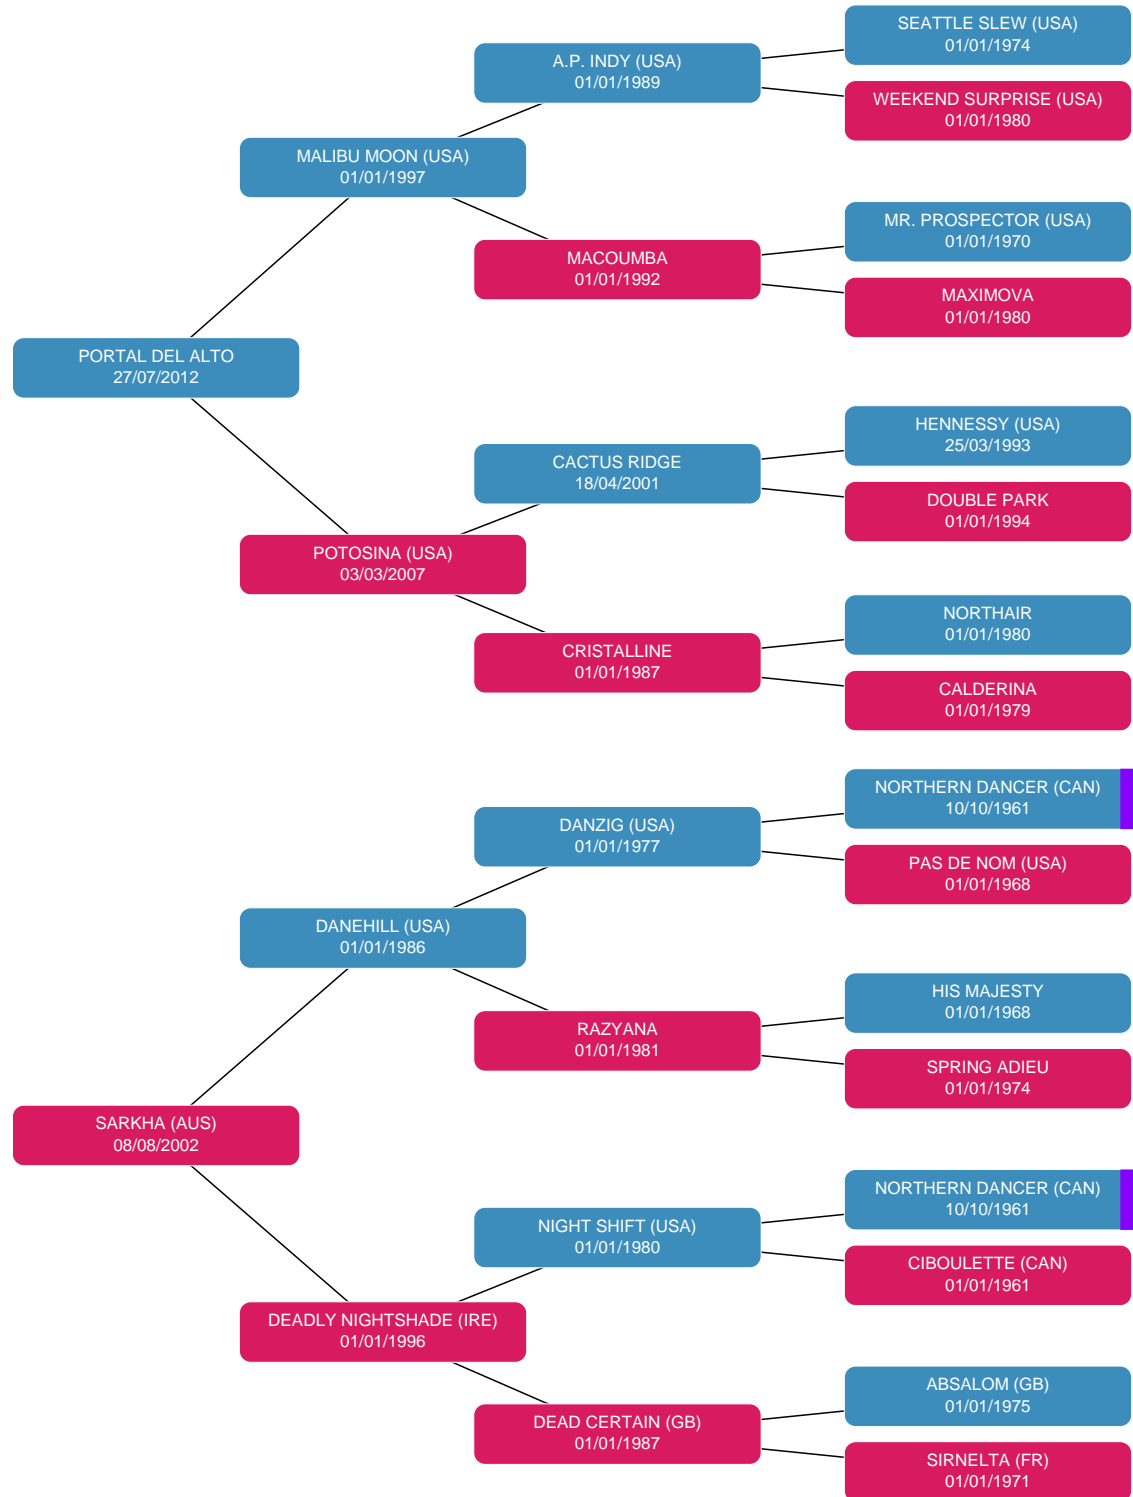 SEATTLE SLEW (USA)
01/01/1974
A.P. INDY (USA)
01/01/1989
WEEKEND SURPRISE (USA)
01/01/1980
MALIBU MOON (USA)
01/01/1997
MR. PROSPECTOR (USA)
01/01/1970
MACOUMBA
01/01/1992
MAXIMOVA
01/01/1980
PORTAL DEL ALTO
27/07/2012
HENNESSY (USA)
25/03/1993
CACTUS RIDGE
18/04/2001
DOUBLE PARK
01/01/1994
POTOSINA (USA)
03/03/2007
NORTHAIR
01/01/1980
CRISTALLINE
01/01/1987
CALDERINA
01/01/1979
NORTHERN DANCER (CAN)
10/10/1961
DANZIG (USA)
01/01/1977
PAS DE NOM (USA)
01/01/1968
DANEHILL (USA)
01/01/1986
HIS MAJESTY
01/01/1968
RAZYANA
01/01/1981
SPRING ADIEU
01/01/1974
SARKHA (AUS)
08/08/2002
NORTHERN DANCER (CAN)
10/10/1961
NIGHT SHIFT (USA)
01/01/1980
CIBOULETTE (CAN)
01/01/1961
DEADLY NIGHTSHADE (IRE)
01/01/1996
ABSALOM (GB)
01/01/1975
DEAD CERTAIN (GB)
01/01/1987
SIRNELTA (FR)
01/01/1971